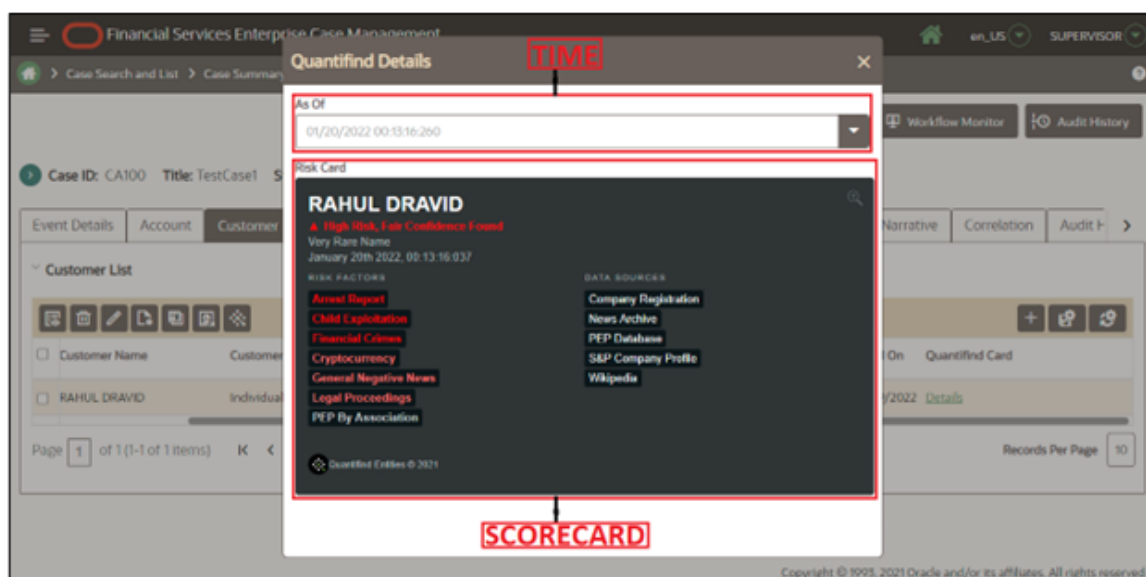 Financial Services Enterprise Case Management
en_US
SUPERVISOR
Case Search and List > Case Summary
Quantifind Details
TIME
As Of
01/20/2022 00:13:16:260
Workflow Monitor
Audit History
Case ID: CA100 Title: TestCase1 S
Risk Card
RAHUL DRAVID
High Risk, Fair Confidence Found
Very Rare Name
January 20th 2022, 00:13:16:037
Event Details
Account
Customer
Narrative
Correlation
Audit H
RISK FACTORS
Arrest Report
Child Exploitation
Financial Crimes
Cryptocurrency
General Negative News
Legal Proceedings
PEP By Association
DATA SOURCES
Company Registration
News Archive
PEP Database
S&P Company Profile
Wikipedia
Customer List
Customer Name
Customer
On
Quantifind Card
RAHUL DRAVID
Individual
/2022
Details
Page 1 of 1 (1-1 of 1 items)
Records Per Page 10
Quantifind Entities © 2021
SCORECARD
Copyright © 1993, 2021 Oracle and/or its affiliates. All rights reserved.